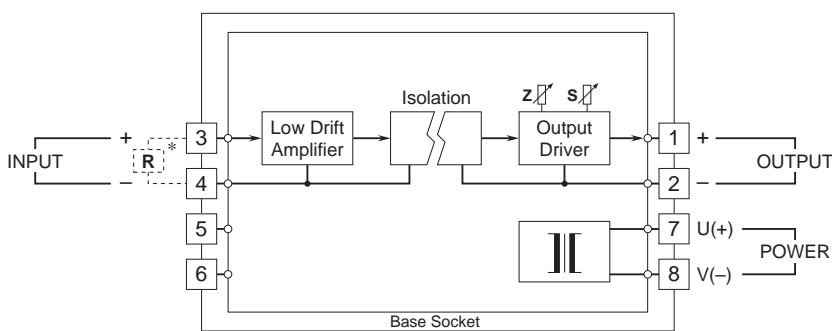 Isolation
Z
S
3
Low Drift
Amplifier
Output
Driver
1
+
+
INPUT
R
*
OUTPUT
–
4
2
–
5
7
U(+)
POWER
6
8
V(–)
Base Socket